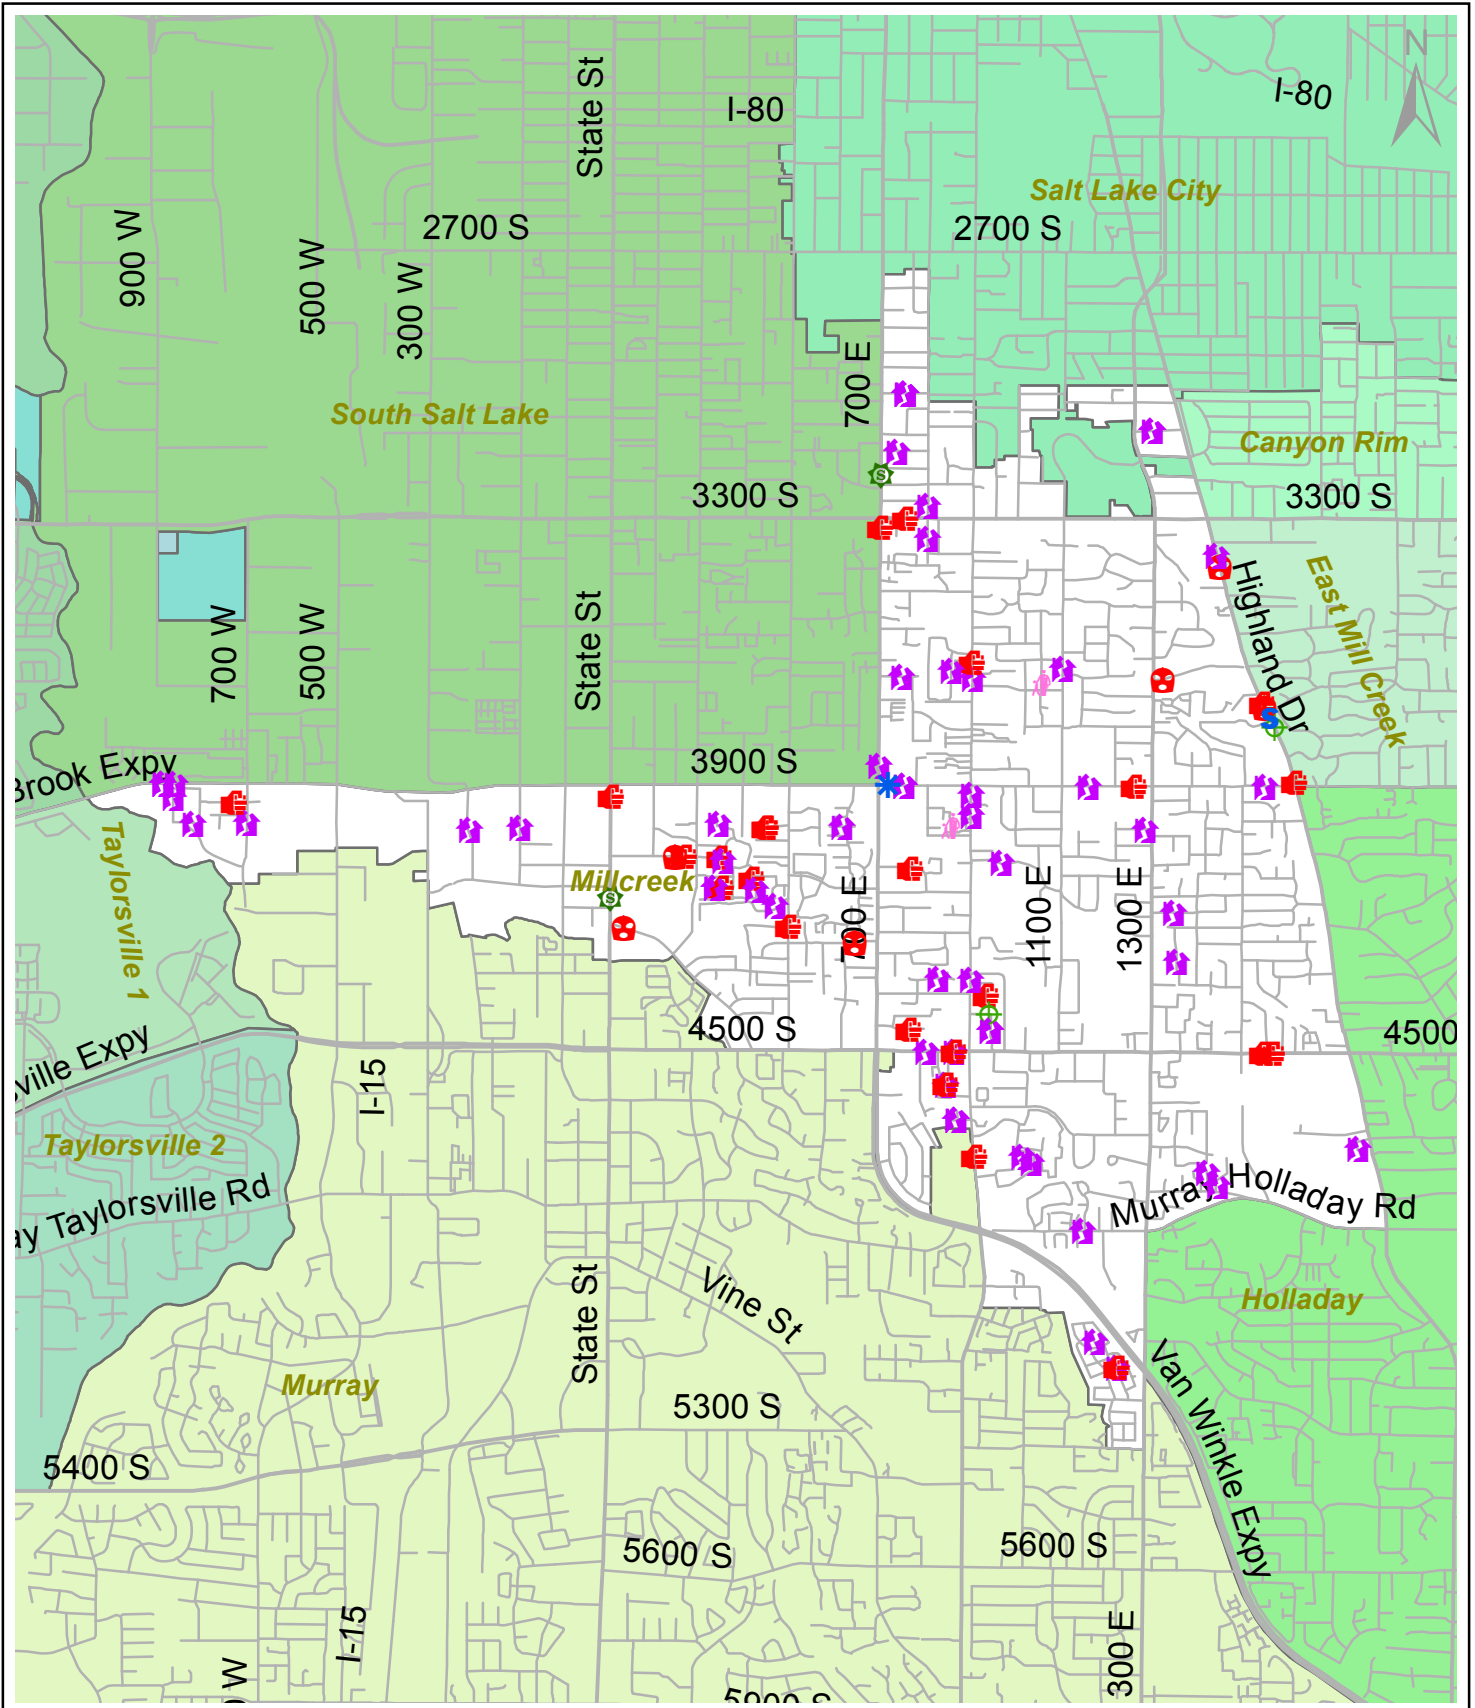 N
I-80
I-80
State St
Salt Lake City
900 W
2700 S
2700 S
500 W
300 W
700 E
South Salt Lake
Canyon Rim
3300 S
3300 S
Highland Dr
East Mill Creek
700 W
500 W
State St
3900 S
Brook Expy
Taylorsville 1
Millcreek
700 E
1100 E
1300 E
4500 S
4500
sville Expy
I-15
Taylorsville 2
ay Taylorsville Rd
Murray Holladay Rd
State St
Vine St
Holladay
Murray
Van Winkle Expy
5300 S
5400 S
5600 S
5600 S
I-15
300 E
0 W
5900 S
S
S
S